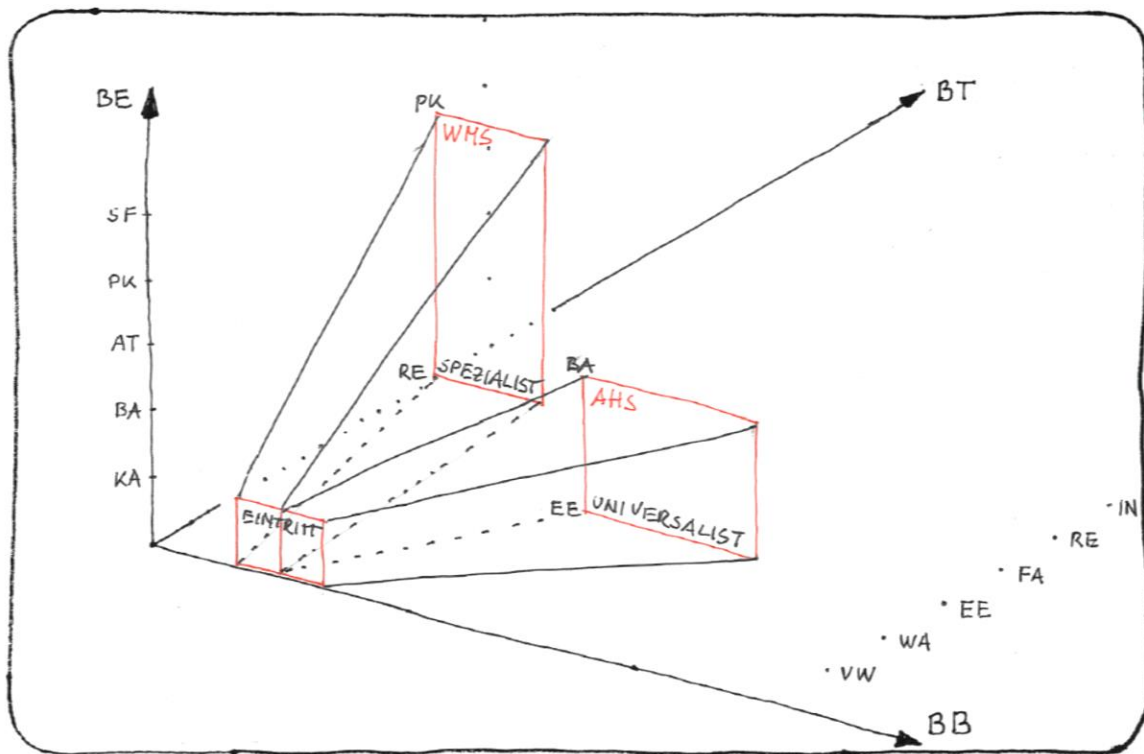 BE
BT
PK
WMS
SF
PK
AT
BA
KA
RE
SPEZIALIST
BA
AHS
EE
UNIVERSALIST
EINTRITT
IN
RE
FA
EE
WA
VW
BB